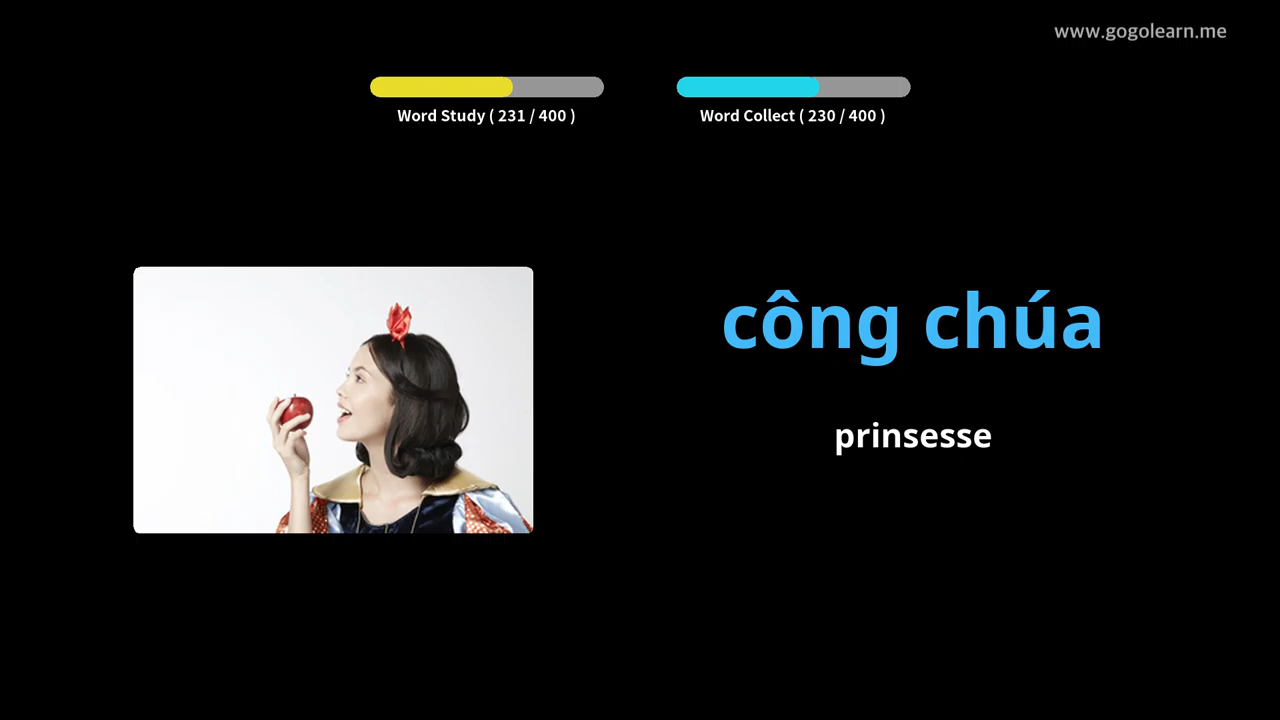 www.gogolearn.me
Word Study ( 231 / 400 )
Word Collect ( 230 / 400 )
công chúa
prinsesse